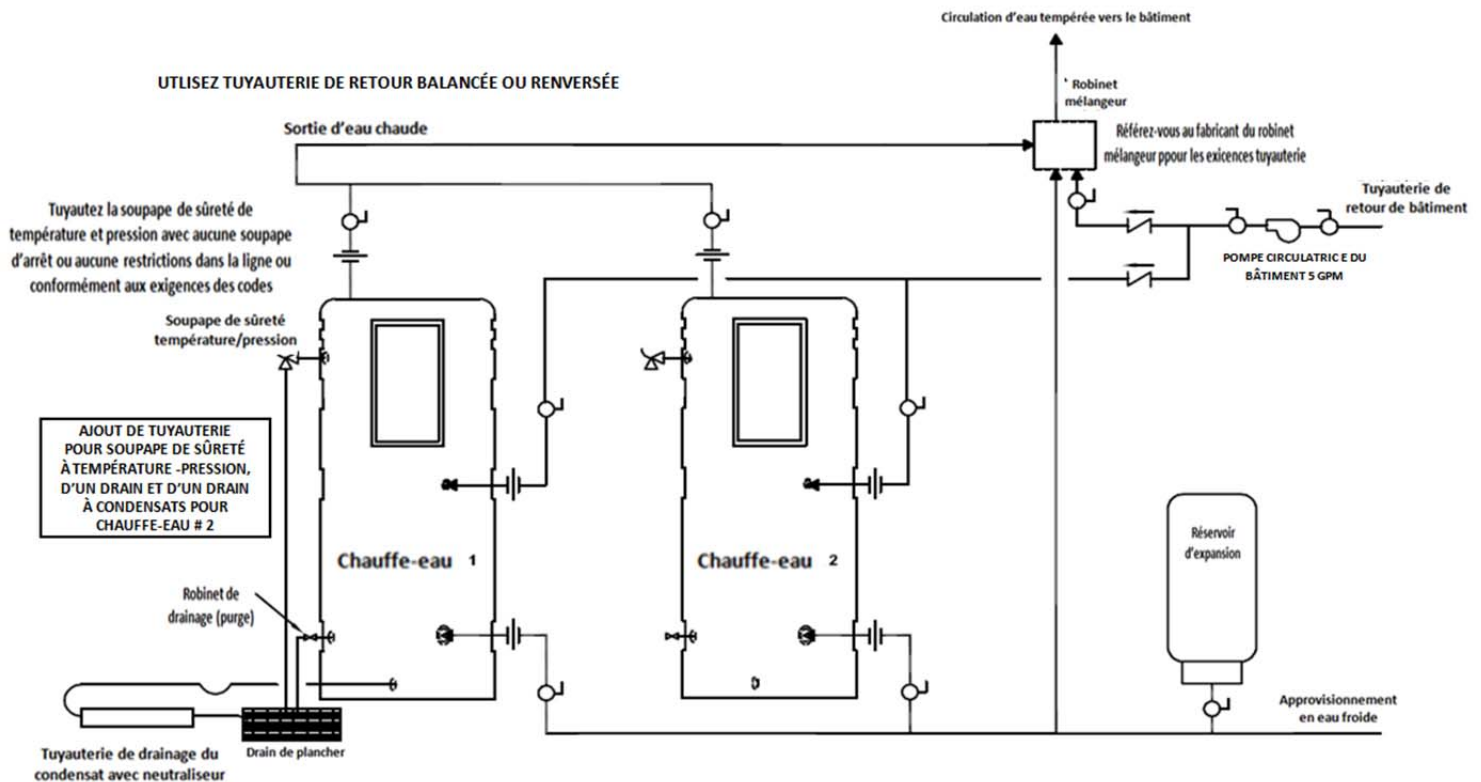 Circulation d'eau tempérée vers le bâtiment
UTLISEZ TUYAUTERIE DE RETOUR BALANCÉE OU RENVERSÉE
' Robinet
mélangeur
Sortie d'eau chaude
Référez-vous au fabricant du robinet
mélangeur ppour les exicences tuyauterie
Tuyauterie de
retour de bâtiment
Tuyautez la soupape de sûreté de
température et pression avec aucune soupape
d'arrêt ou aucune restrictions dans la ligne ou
conformément aux exigences des codes
POMPE CIRCULATRIC E DU
BÂTIMENT 5 GPM
Soupape de sûreté
température/pression
AJOUT DE TUYAUTERIE
POUR SOUPAPE DE SÛRETÉ
À TEMPÉRATURE -PRESSION,
D'UN DRAIN ET D'UN DRAIN
À CONDENSATS POUR
CHAUFFE-EAU # 2
Réservoir
d'expansion
Chauffe-eau 1
Chauffe-eau 2
Robinet de
drainage (purge)
Approvisionnement
en eau froide
Drain de plancher
Tuyauterie de drainage du
condensat avec neutraliseur